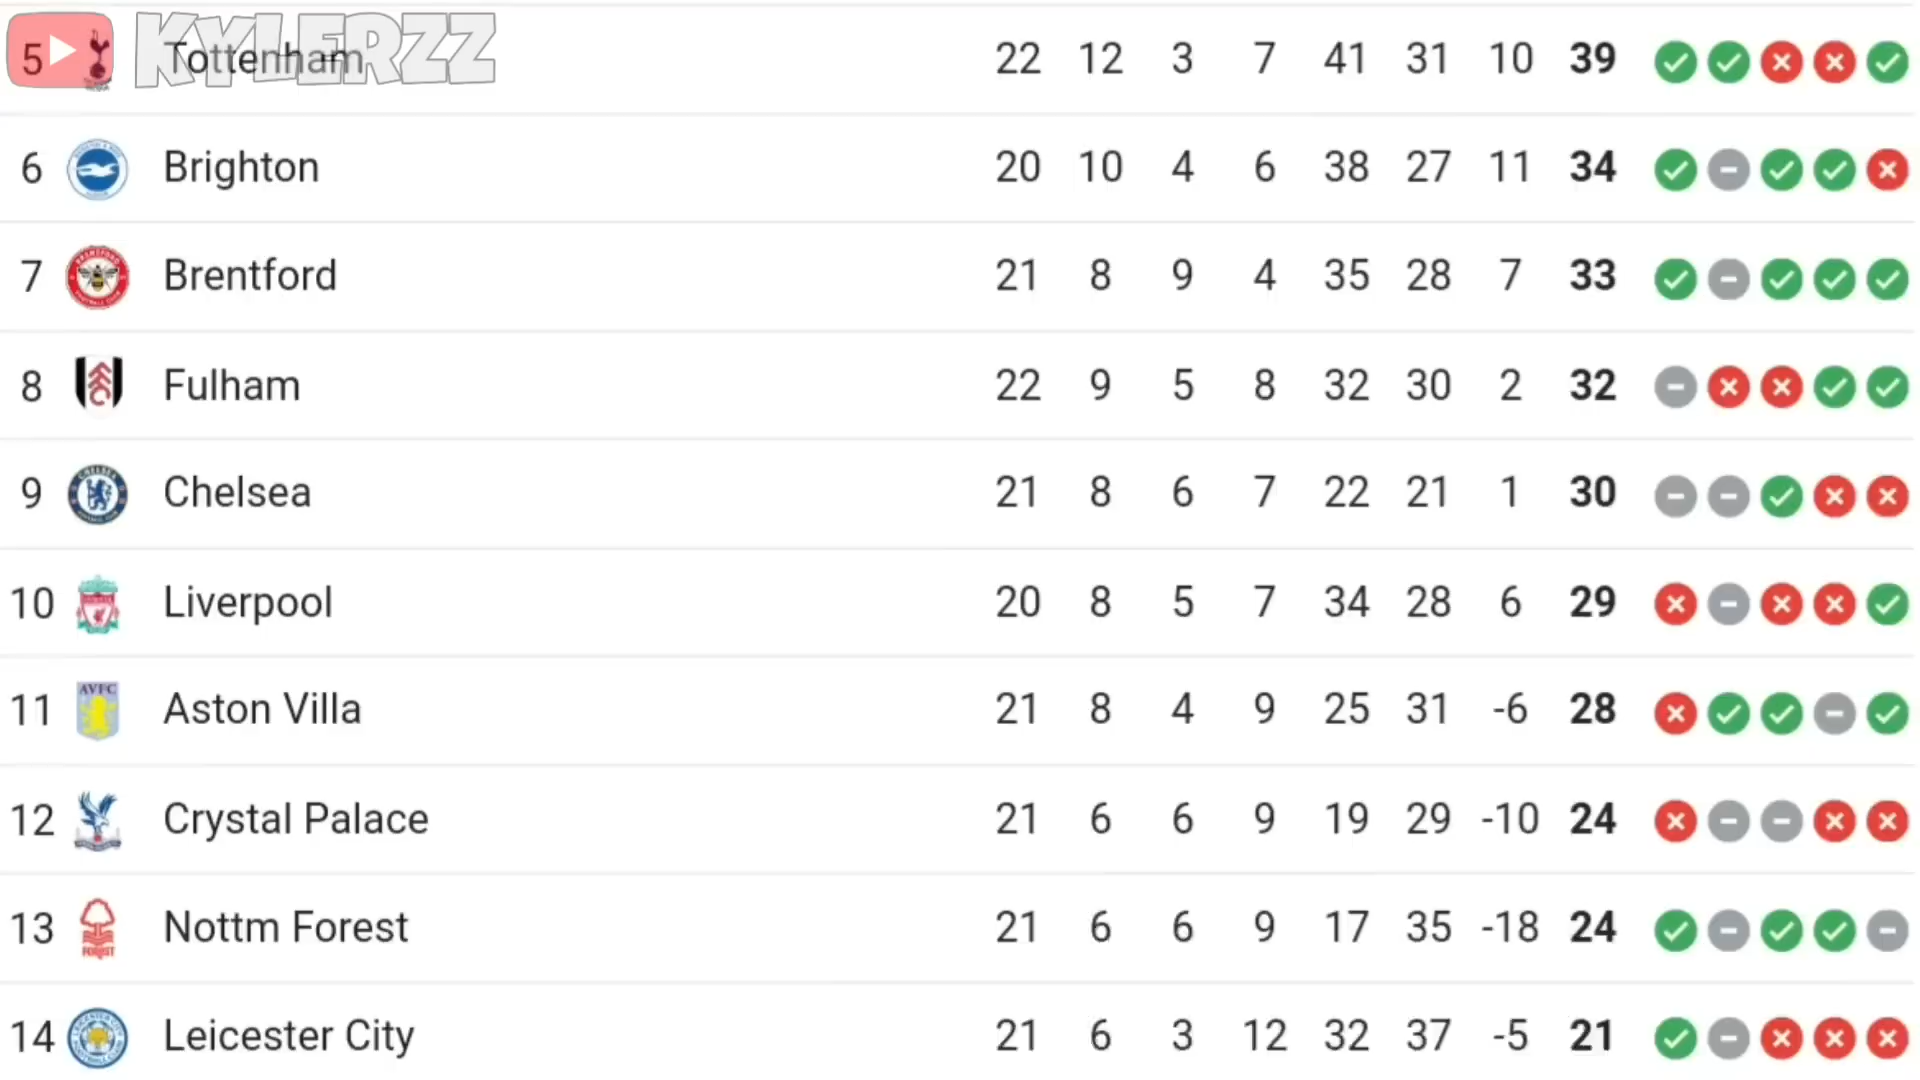 KYLERZZ
5 Tottenham 22 12 3 7 41 31 10 39
6 Brighton 20 10 4 6 38 27 11 34
7 Brentford 21 8 9 4 35 28 7 33
8 Fulham 22 9 5 8 32 30 2 32
9 Chelsea 21 8 6 7 22 21 1 30
10 Liverpool 20 8 5 7 34 28 6 29
AVFC
11 Aston Villa 21 8 4 9 25 31 -6 28
12 Crystal Palace 21 6 6 9 19 29 -10 24
13 Nottm Forest 21 6 6 9 17 35 -18 24
FOREST
14 Leicester City 21 6 3 12 32 37 -5 21